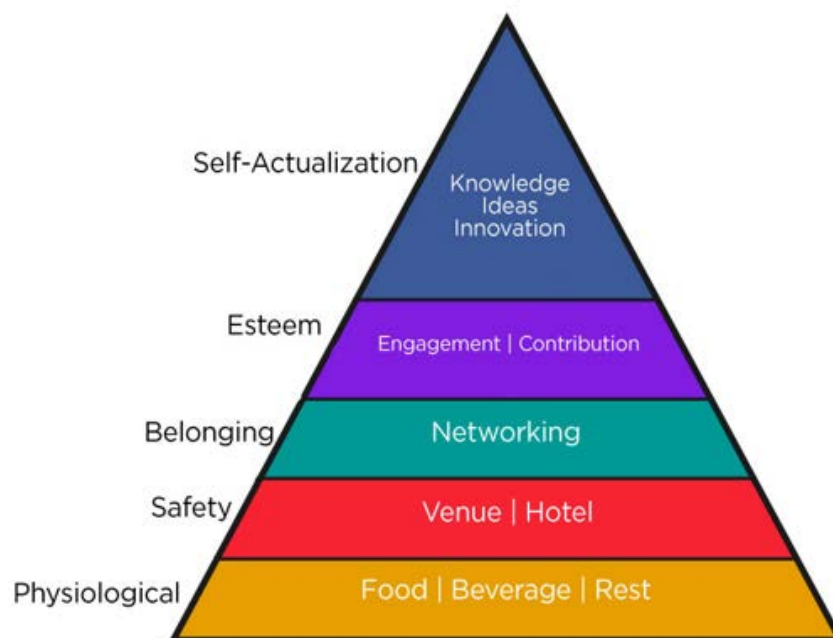 Self-Actualization
Knowledge
Ideas
Innovation
Esteem
Engagement | Contribution
Belonging
Networking
Safety
Venue | Hotel
Physiological
Food | Beverage | Rest